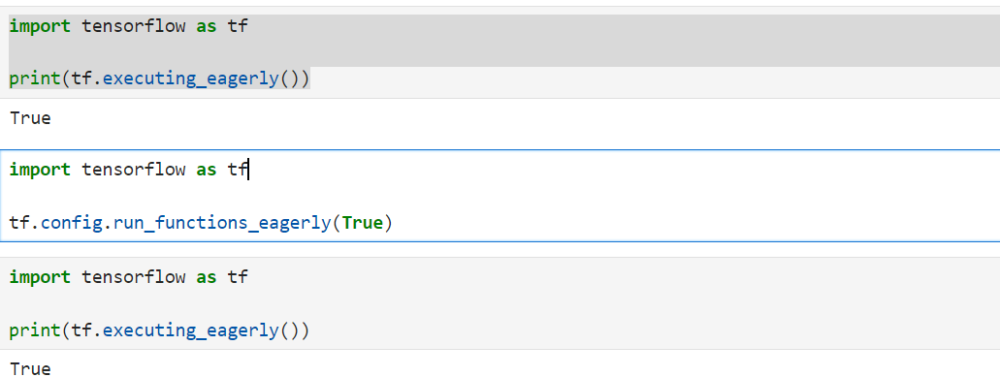 import tensorflow as tf
print(tf.executing_eagerly())
True
import tensorflow as tf
tf.config.run_functions_eagerly(True)
import tensorflow as tf
print(tf.executing_eagerly())
True